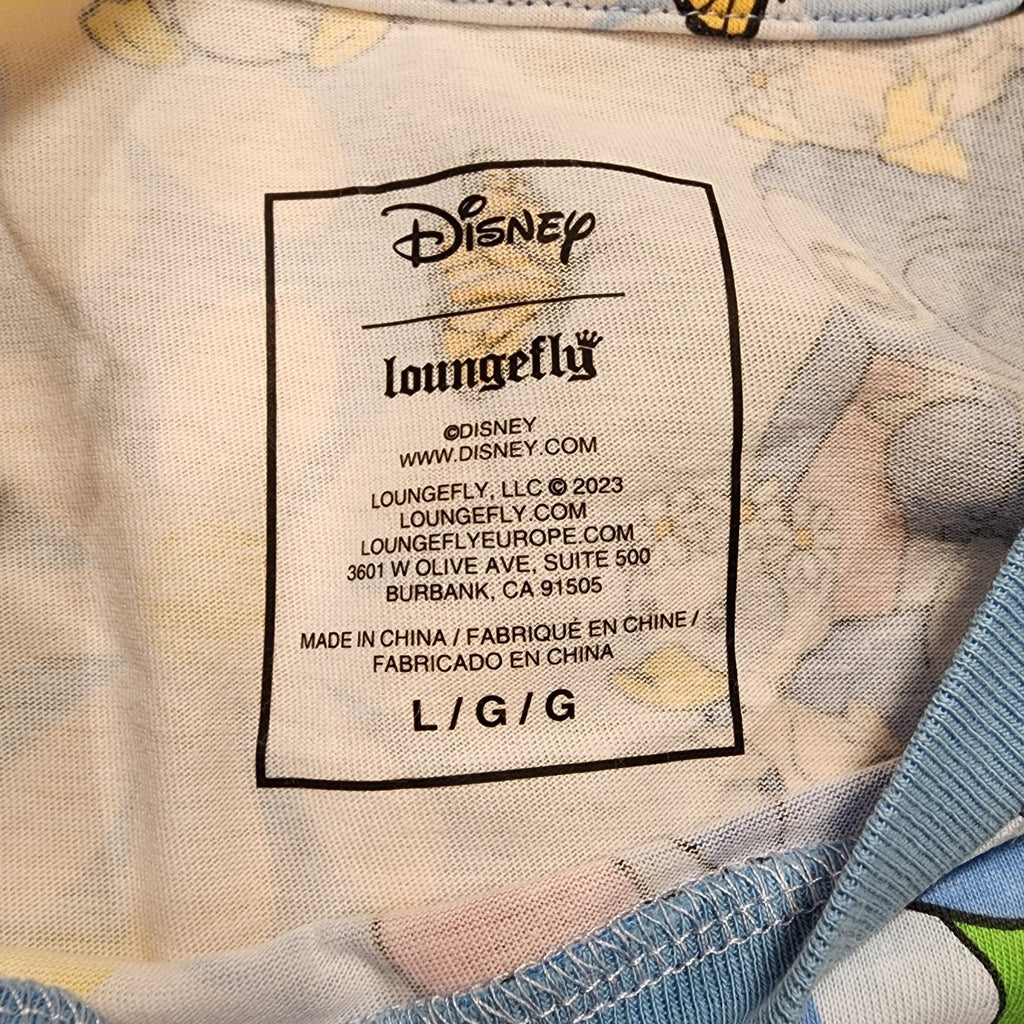 Disney
loungefly
©DISNEY
WWW.DISNEY.COM
LOUNGEFLY, LLC © 2023
LOUNGEFLY.COM
LOUNGEFLYEUROPE.COM
3601 W OLIVE AVE, SUITE 500
BURBANK, CA 91505
MADE IN CHINA / FABRIQUÉ EN CHINE /
FABRICADO EN CHINA
L / G / G